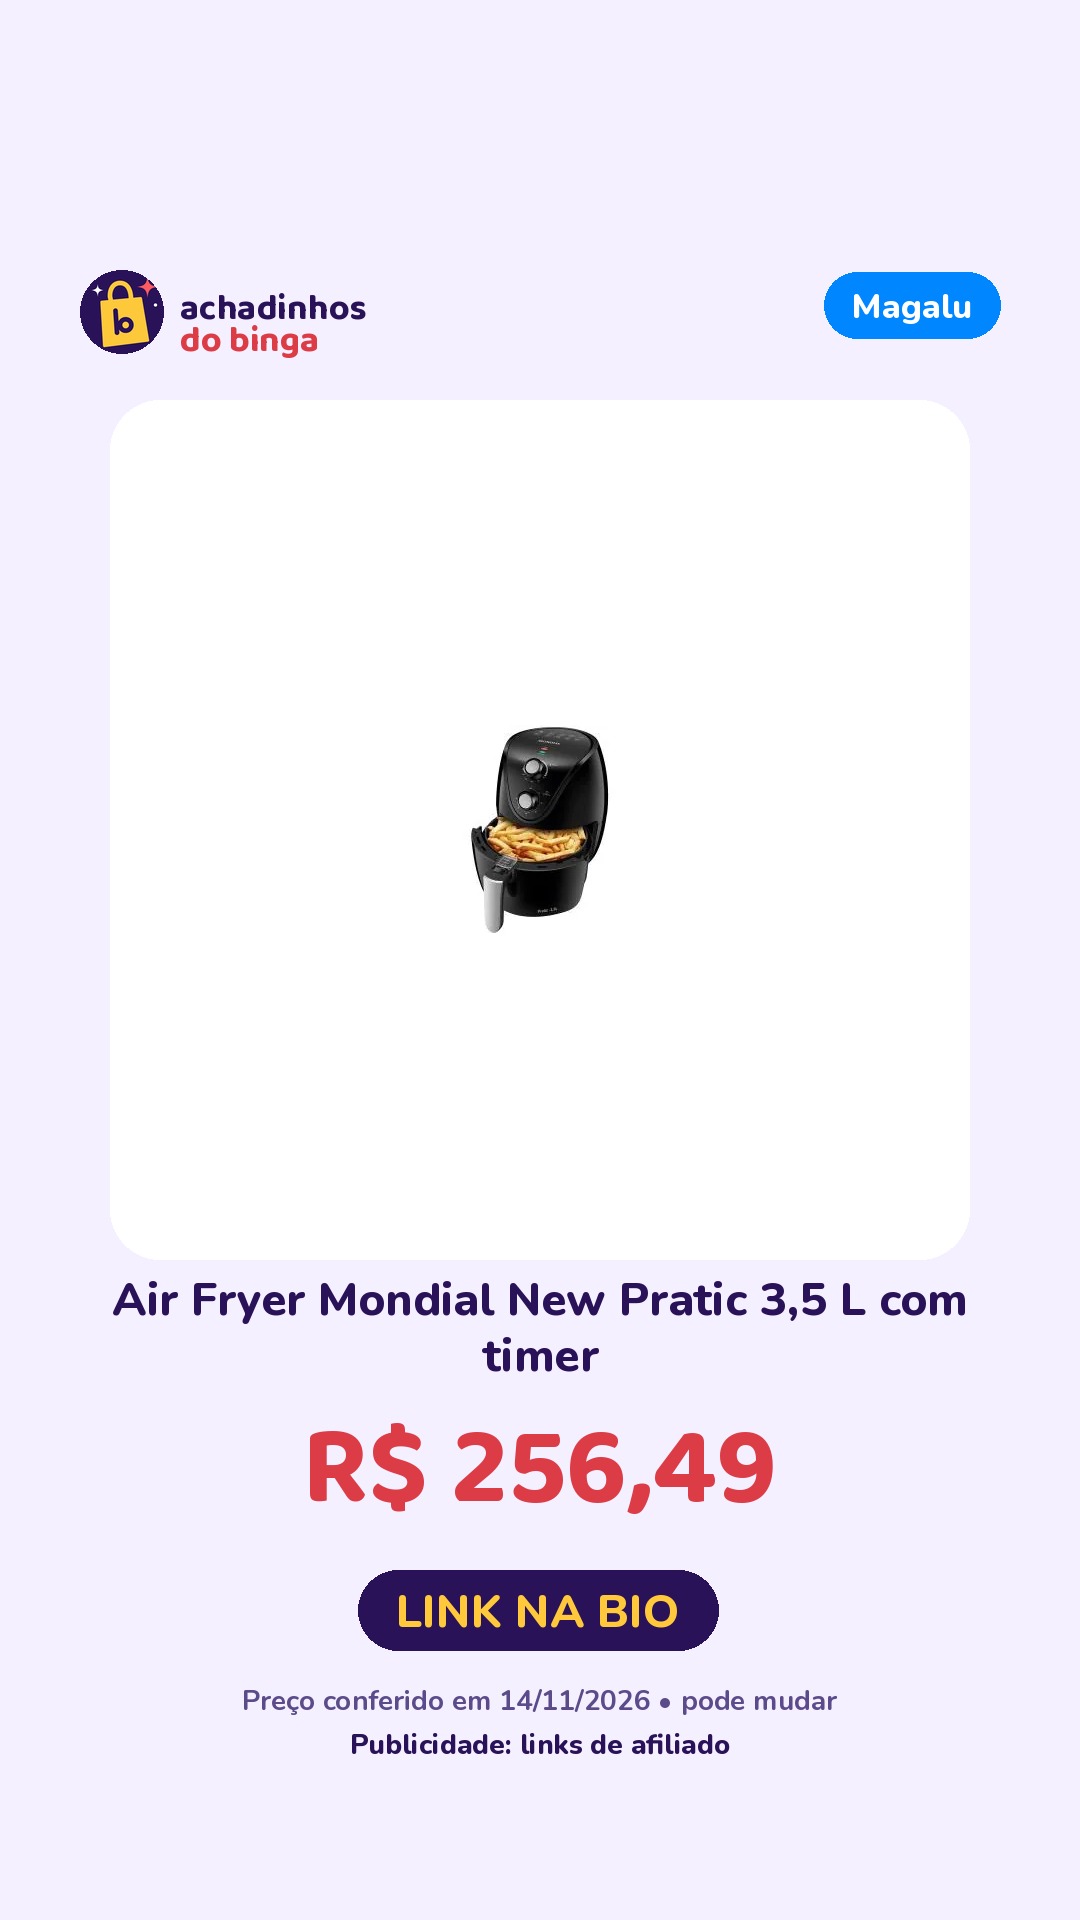 achadinhos
do binga
b
Magalu
Air Fryer Mondial New Pratic 3,5 L com
timer
R$ 256,49
LINK NA BIO
Preço conferido em 14/11/2026 • pode mudar
Publicidade: links de afiliado